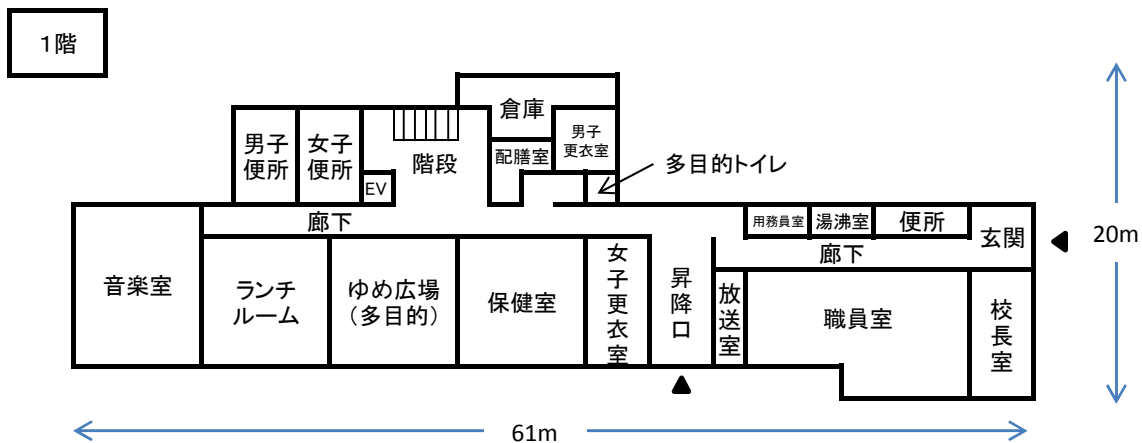 1階
倉庫
男子
更衣室
男子
便所
女子
便所
階段
配膳室
多目的トイレ
EV
廊下
用務員室
湯沸室
便所
玄関
20m
廊下
音楽室
ランチ
ルーム
ゆめ広場
(多目的)
保健室
女子更衣室
昇降口
放送室
職員室
校長室
61m